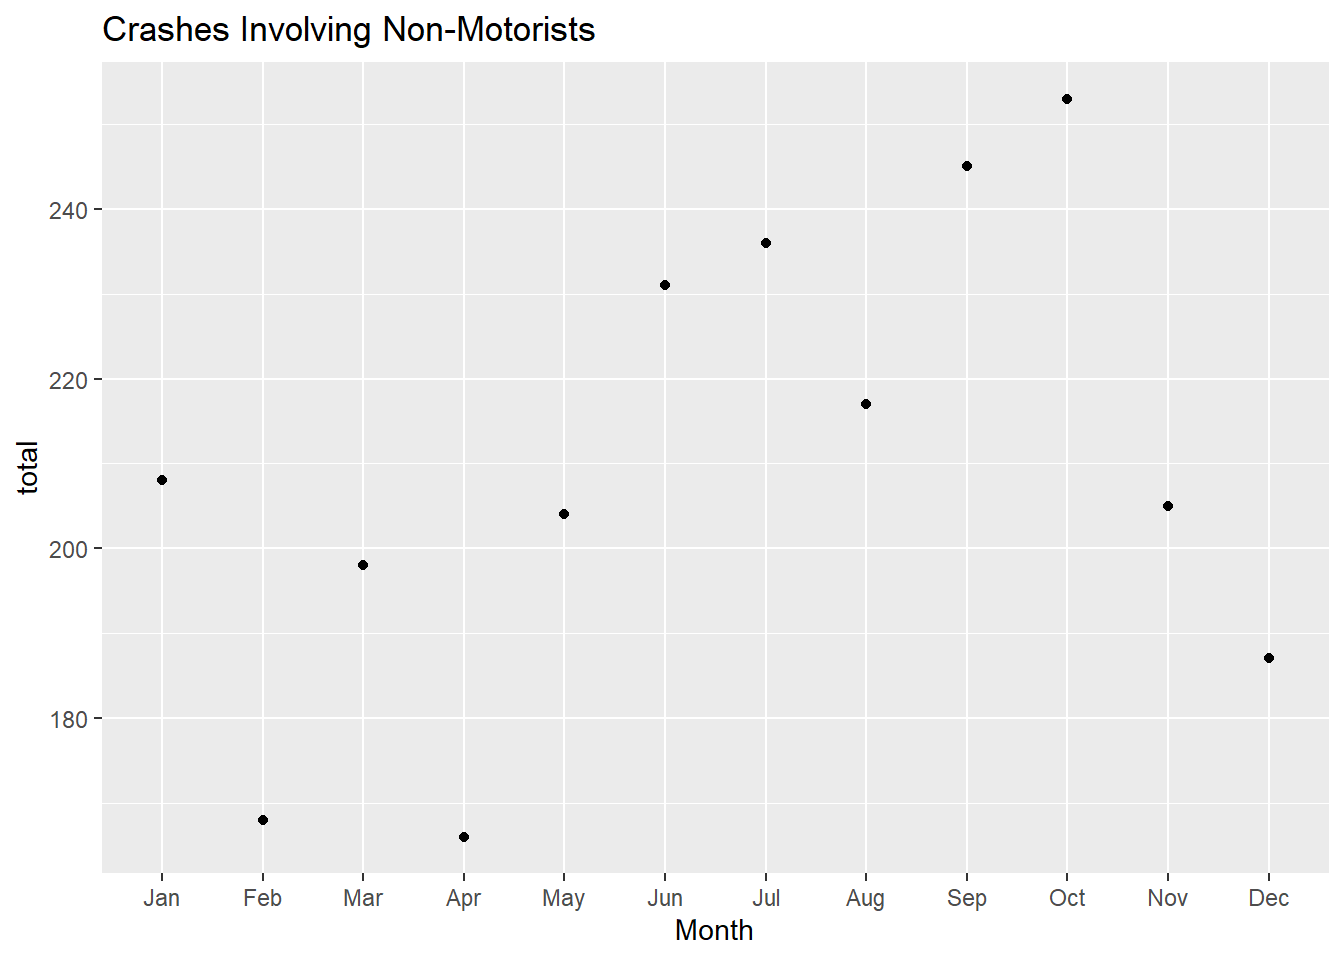 Crashes Involving Non-Motorists
240
220
200
180
total
Jan Feb Mar Apr May Jun Jul Aug Sep Oct Nov Dec
Month